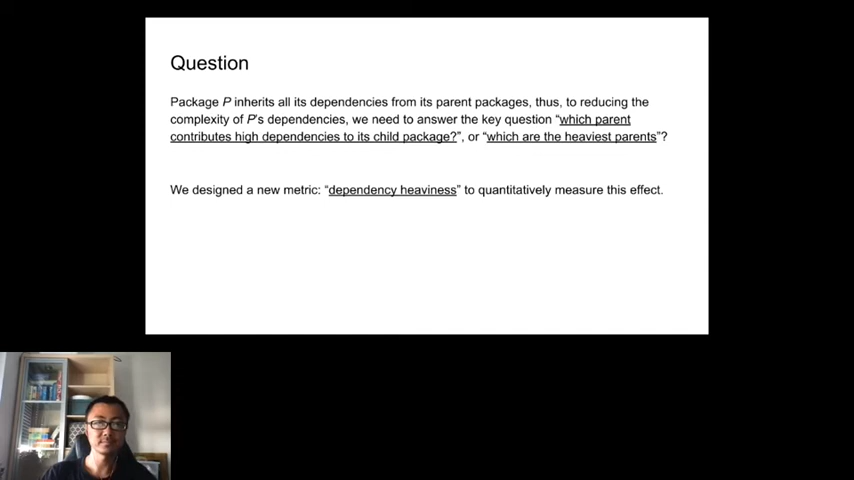 Question
Package P inherits all its dependencies from its parent packages, thus, to reducing the
complexity of P's dependencies, we need to answer the key question “which parent
contributes high dependencies to its child package?”, or “which are the heaviest parents”?
We designed a new metric: “dependency heaviness” to quantitatively measure this effect.